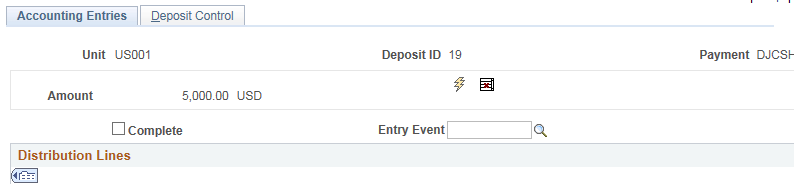 Accounting Entries Deposit Control
Unit US001 Deposit ID 19 Payment DJCSH
Amount 5,000.00 USD
Complete Entry Event
Distribution Lines